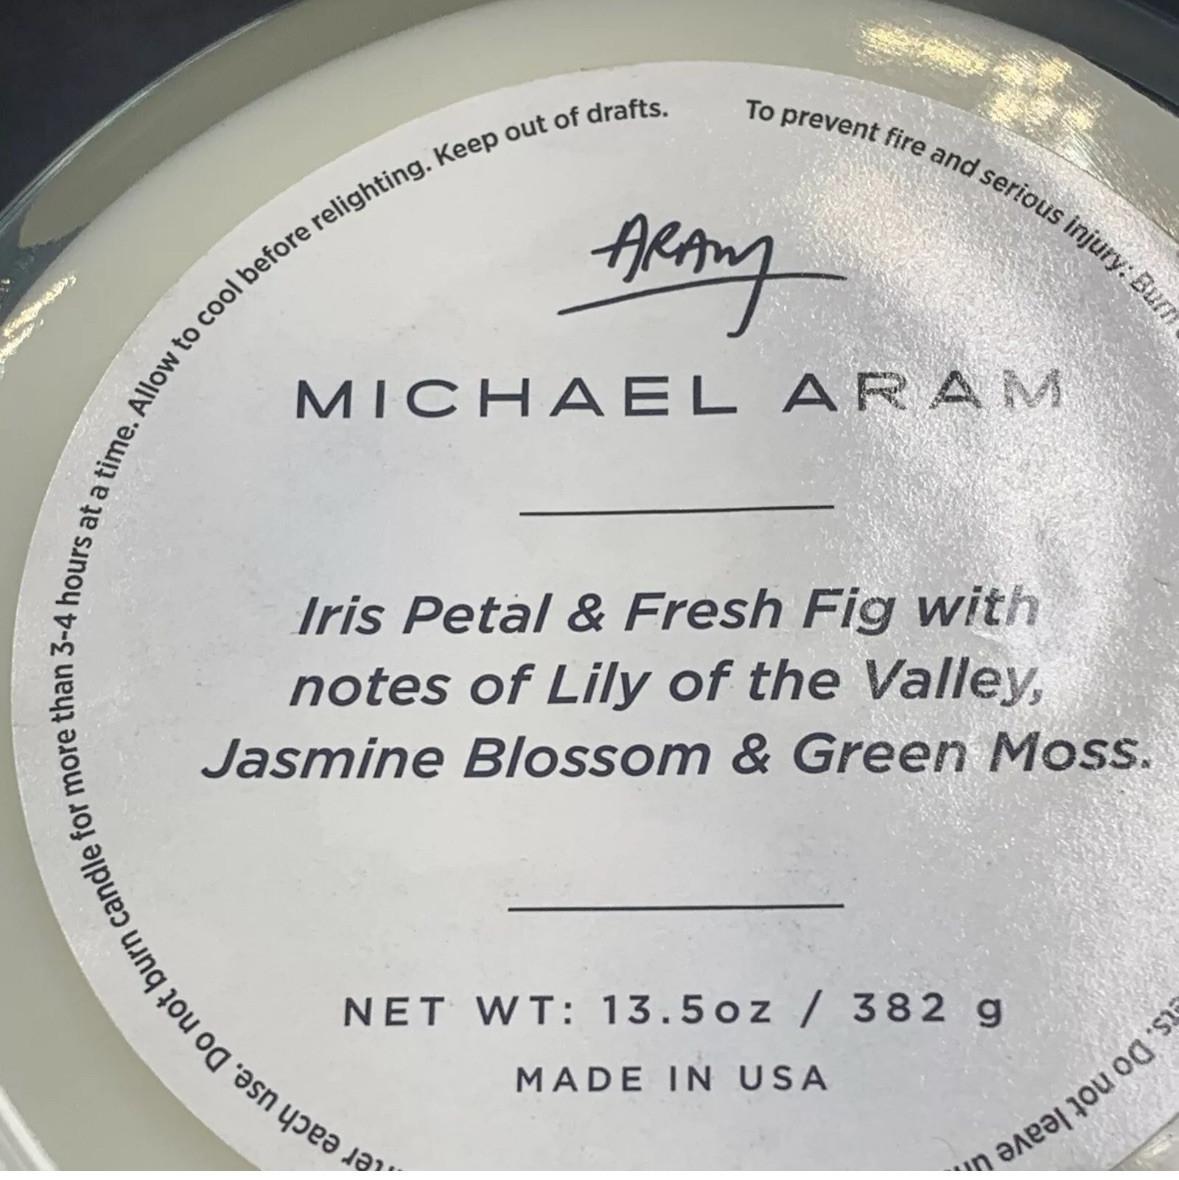 To prevent fire and serious injury: Burn
ts. Do not leave
each use. Do not burn candle for more than 3-4 hours at a time. Allow to cool before relighting. Keep out of drafts.
ARAM
MICHAEL ARAM
Iris Petal & Fresh Fig with
notes of Lily of the Valley,
Jasmine Blossom & Green Moss.
NET WT: 13.5oz / 382 g
MADE IN USA